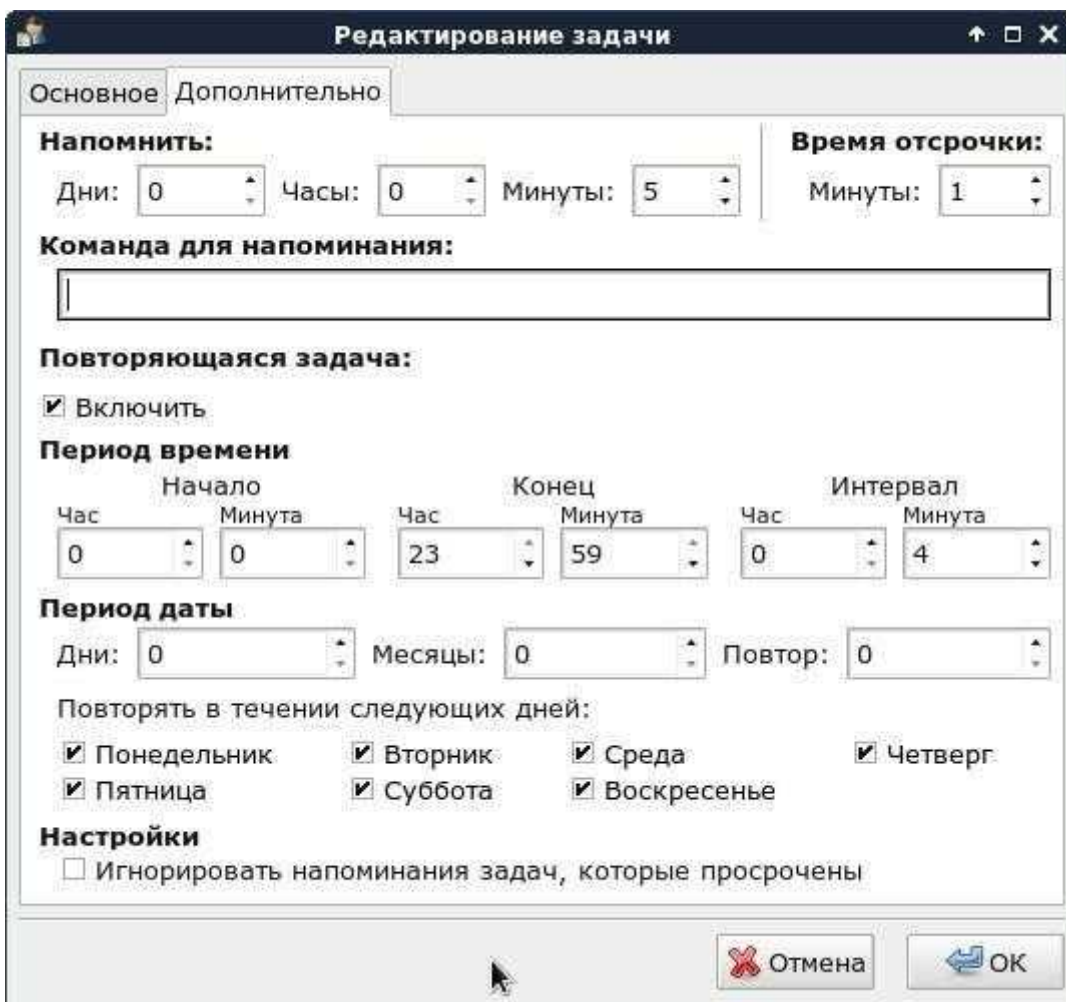 Редактирование задачи
Основное Дополнительно
Напомнить: Время отсрочки:
Дни: 0 Часы: 0 Минуты: 5 Минуты: 1
Команда для напоминания:
Повторяющаяся задача:
Включить
Период времени
Начало Конец Интервал
Час Минута Час Минута Час Минута
0 0 23 59 0 4
Период даты
Дни: 0 Месяцы: 0 Повтор: 0
Повторять в течении следующих дней:
Понедельник Вторник Среда Четверг
Пятница Суббота Воскресенье
Настройки
Игнорировать напоминания задач, которые просрочены
Отмена ОК